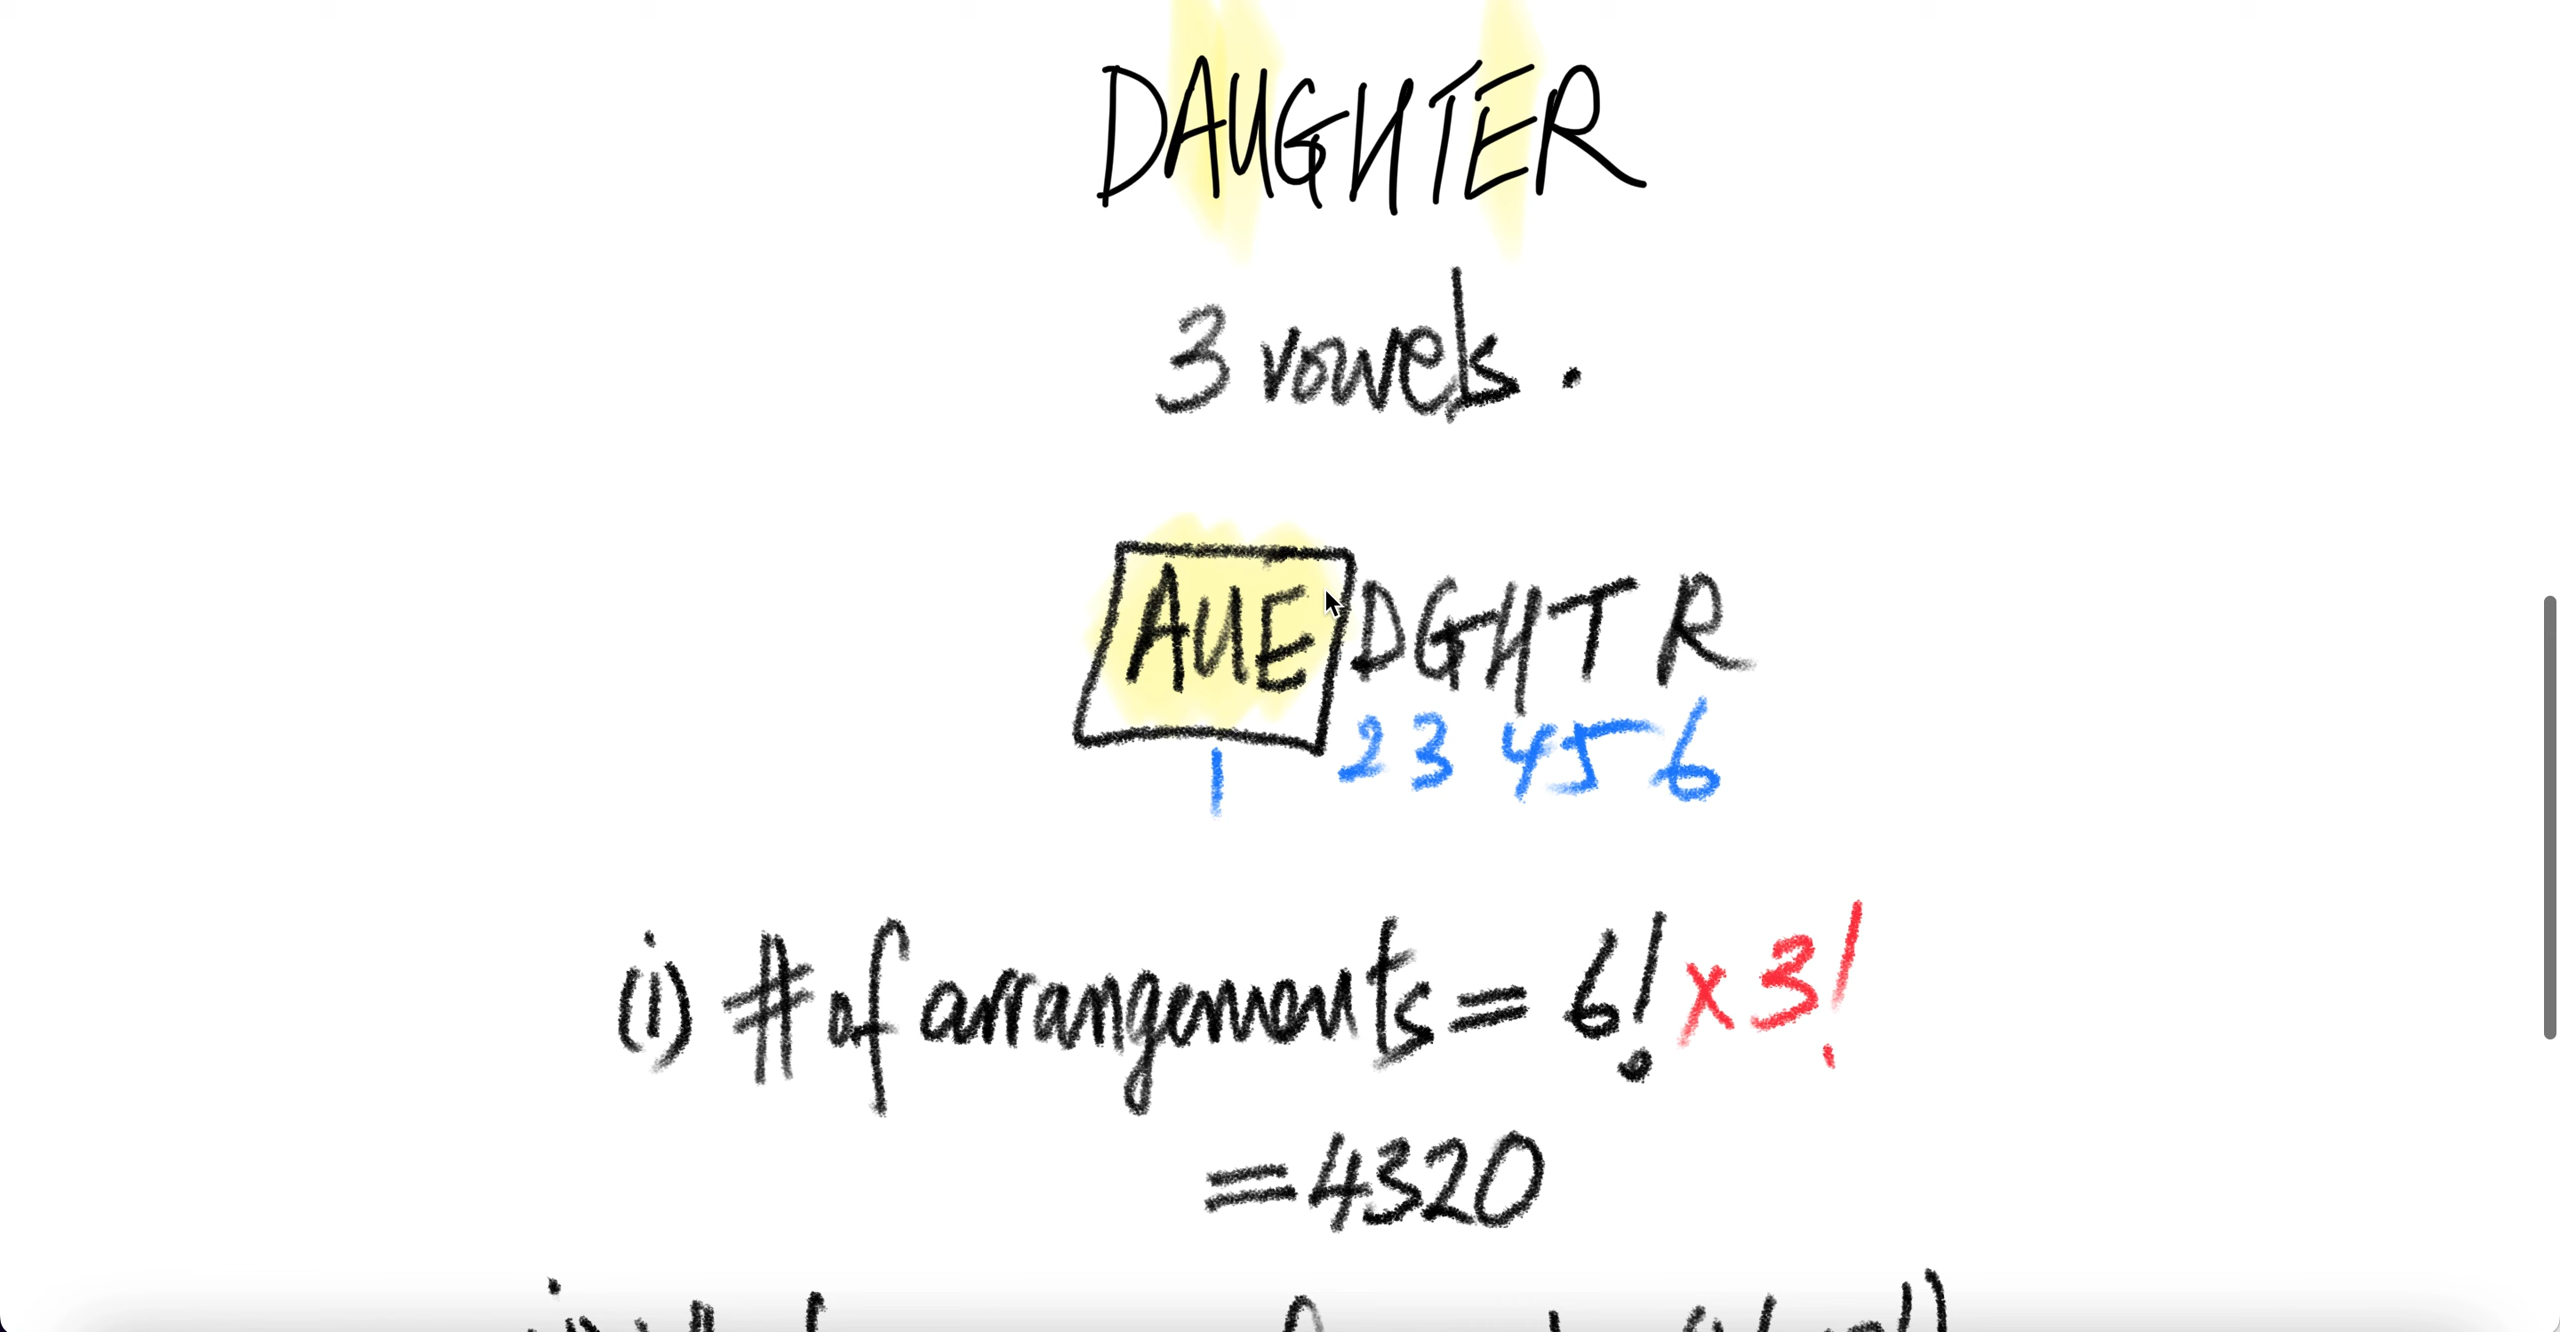 DAUGHTER
3 vowels.
AUE DGHTR
1 2 3 4 5 6
(i) # of arrangements = 6! x 3!
= 4320